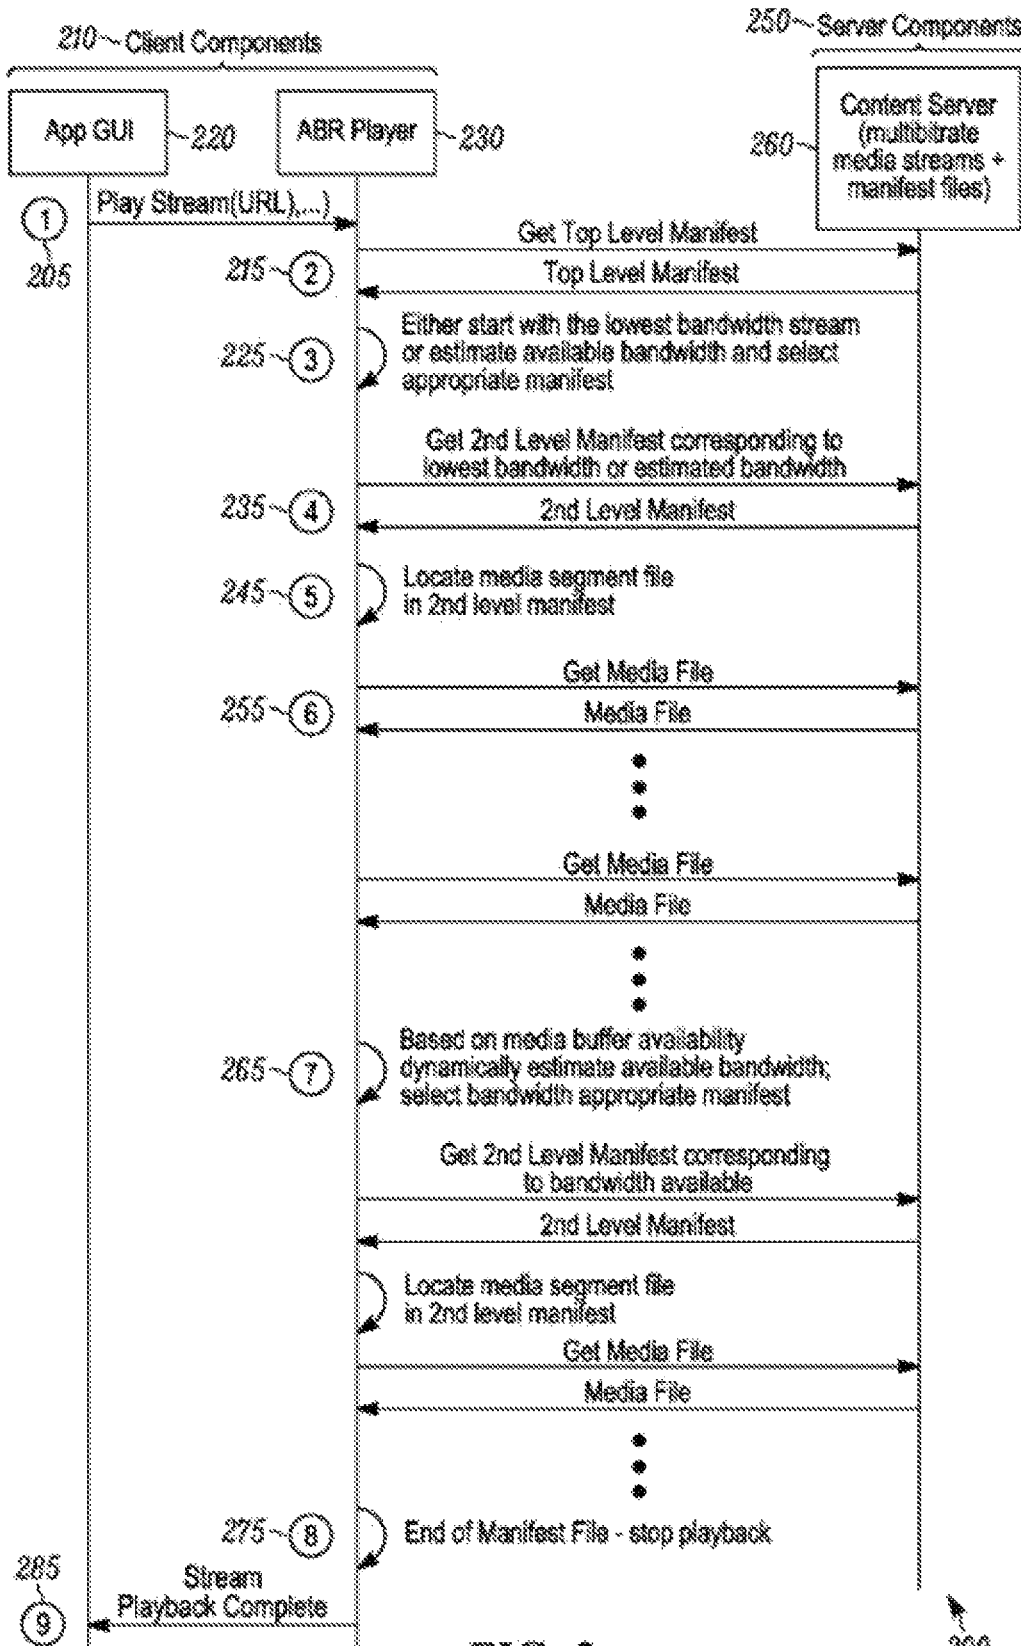 210 Client Components
250 Server Components
App GUI
220
ABR Player
230
260
Content Server
(multibitrate
media streams +
manifest files)
1
205
Play Stream(URL),...)
Get Top Level Manifest
215
2
Top Level Manifest
225
3
Either start with the lowest bandwidth stream
or estimate available bandwidth and select
appropriate manifest
Get 2nd Level Manifest corresponding to
lowest bandwidth or estimated bandwidth
235
4
2nd Level Manifest
245
5
Locate media segment file
in 2nd level manifest
Get Media File
255
6
Media File
Get Media File
Media File
265
7
Based on media buffer availability
dynamically estimate available bandwidth;
select bandwidth appropriate manifest
Get 2nd Level Manifest corresponding
to bandwidth available
2nd Level Manifest
Locate media segment file
in 2nd level manifest
Get Media File
Media File
275
8
End of Manifest File - stop playback
285
9
Stream
Playback Complete